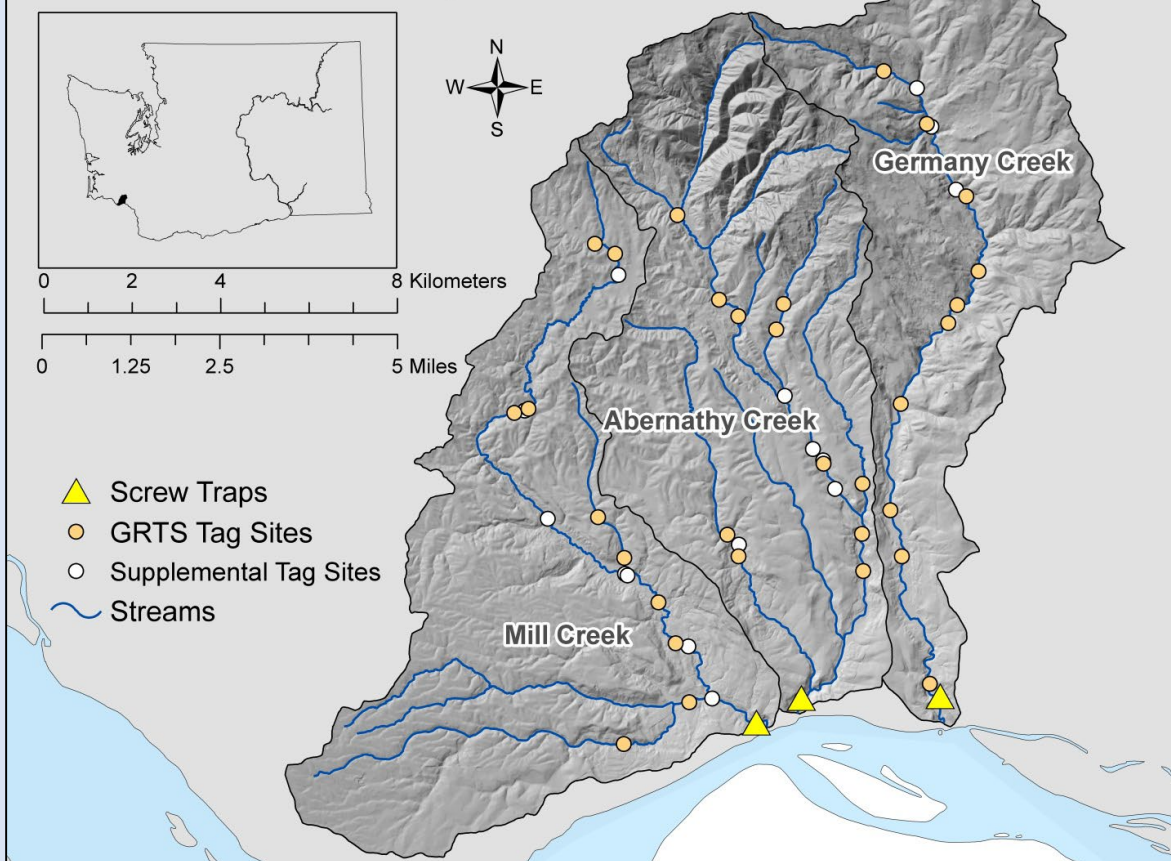 N
W E
S
0 2 4 8 Kilometers
0 1.25 2.5 5 Miles
Germany Creek
Abernathy Creek
Mill Creek
Screw Traps
GRTS Tag Sites
Supplemental Tag Sites
Streams